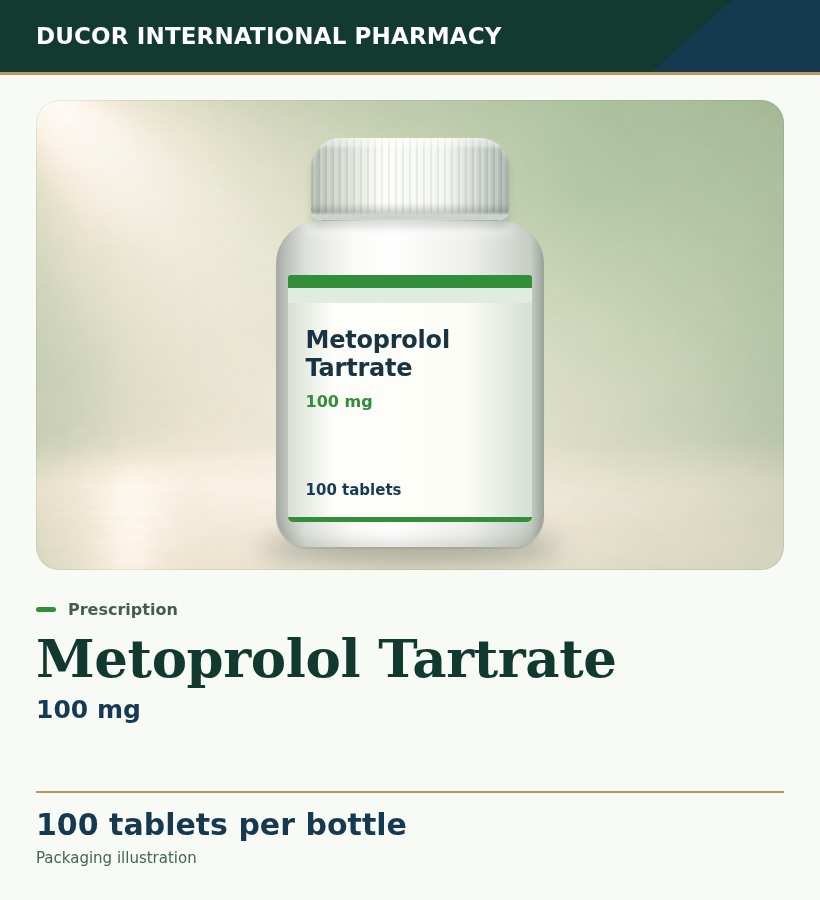 DUCOR INTERNATIONAL PHARMACY
Metoprolol
Tartrate
100 mg
100 tablets
Prescription
Metoprolol Tartrate
100 mg
100 tablets per bottle
Packaging illustration